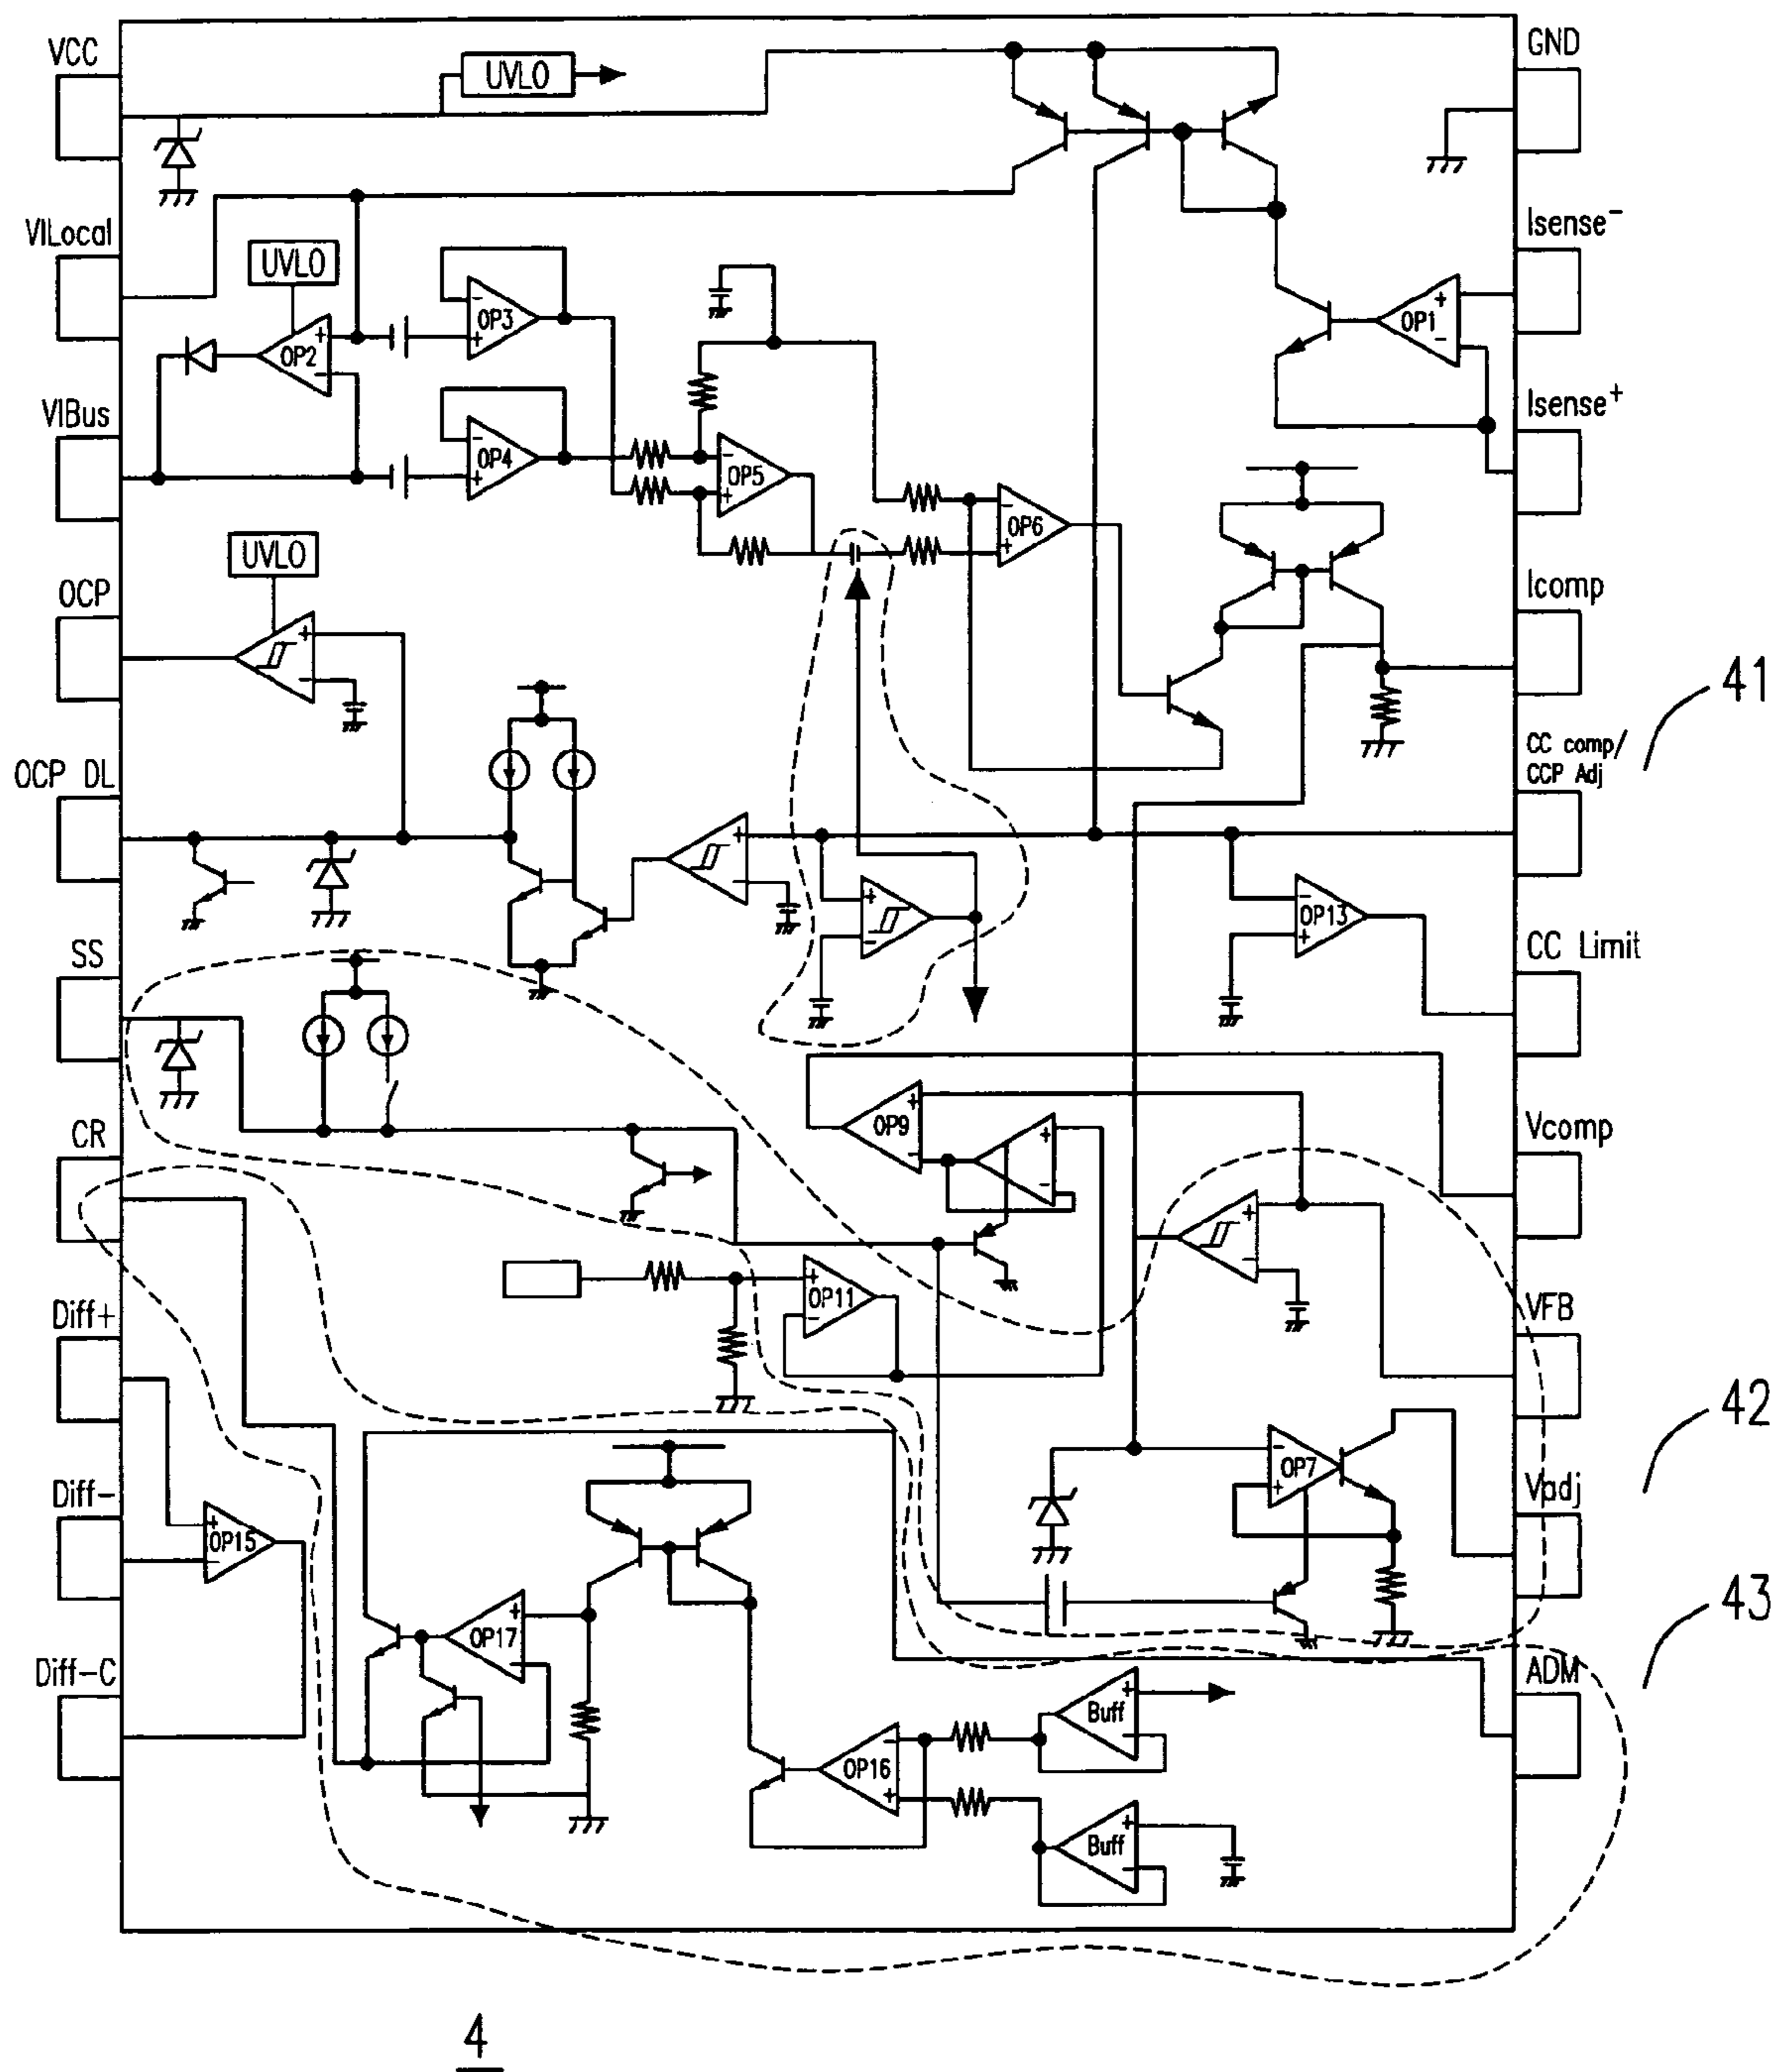 VCC
UVLO
GND
VILocal
UVLO
Isense-
OP3
OP1
OP2
VIBus
Isense+
OP4
OP5
OP6
UVLO
OCP
Icomp
41
OCP DL
CC comp/
CCP Adj
OP13
SS
CC Limit
CR
OP9
Vcomp
OP11
Diff+
VFB
42
OP7
Diff-
Vadj
OP15
OP17
43
Diff-C
ADM
Buff
OP16
Buff
4